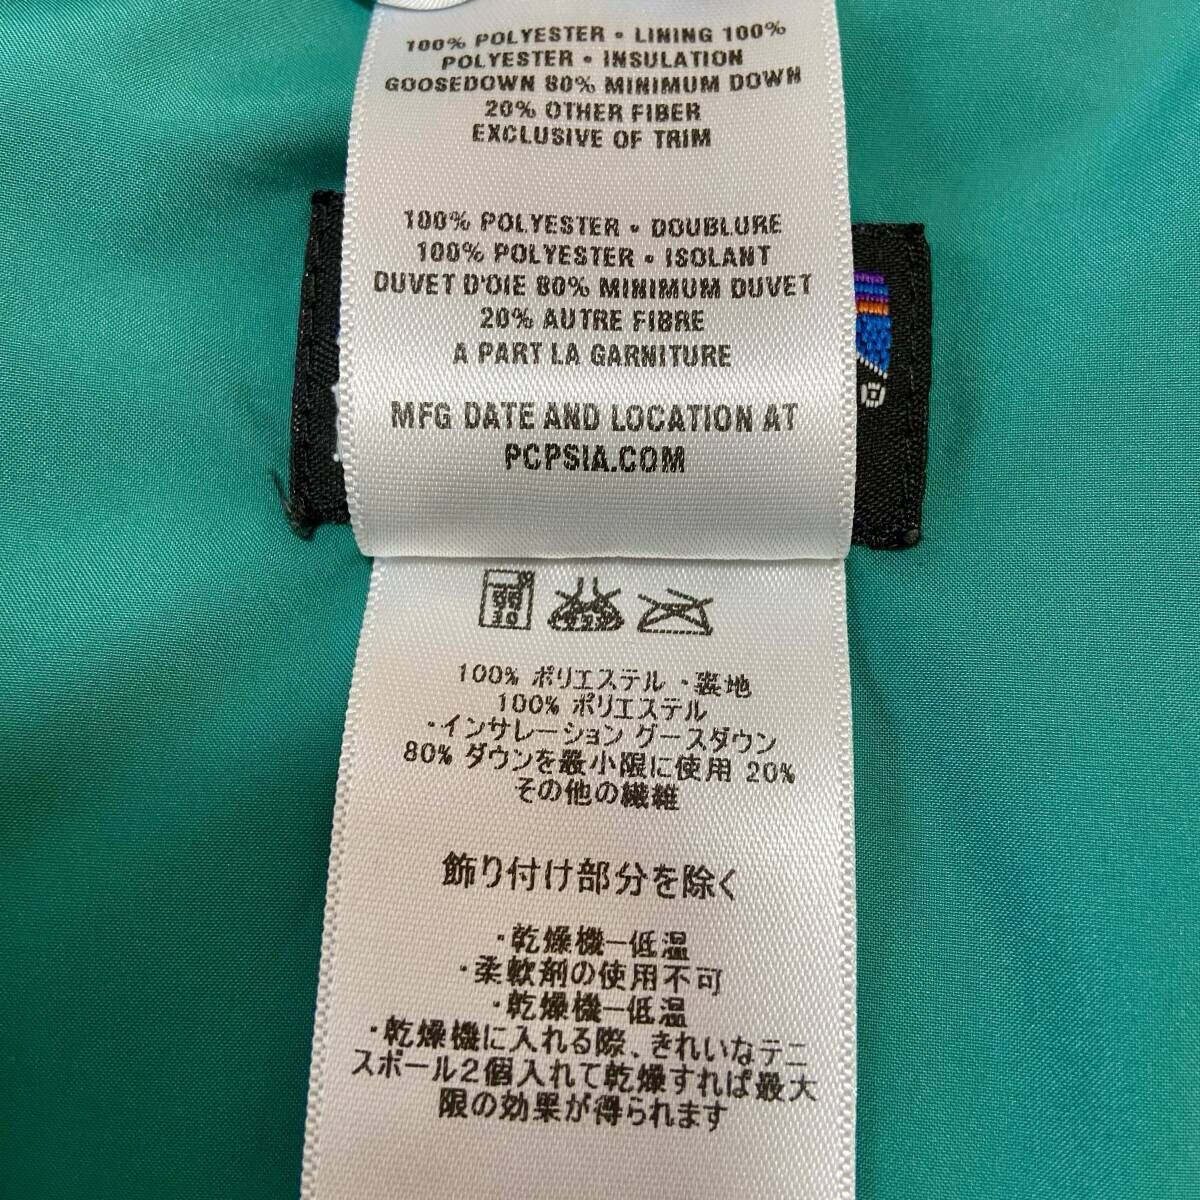 100% POLYESTER • LINING 100%
POLYESTER • INSULATION
GOOSEDOWN 80% MINIMUM DOWN
20% OTHER FIBER
EXCLUSIVE OF TRIM
100% POLYESTER • DOUBLURE
100% POLYESTER • ISOLANT
DUVET D'OIE 80% MINIMUM DUVET
20% AUTRE FIBRE
A PART LA GARNITURE
MFG DATE AND LOCATION AT
PCPSIA.COM
100% ポリエステル ・裏地
100% ポリエステル
・インサレーション グースダウン
80% ダウンを最小限に使用 20%
その他の繊維
飾り付け部分を除く
・乾燥機ー低温
・柔軟剤の使用不可
・乾燥機ー低温
・乾燥機に入れる際、きれいなテニ
スボール2個入れて乾燥すれば最大
限の効果が得られます